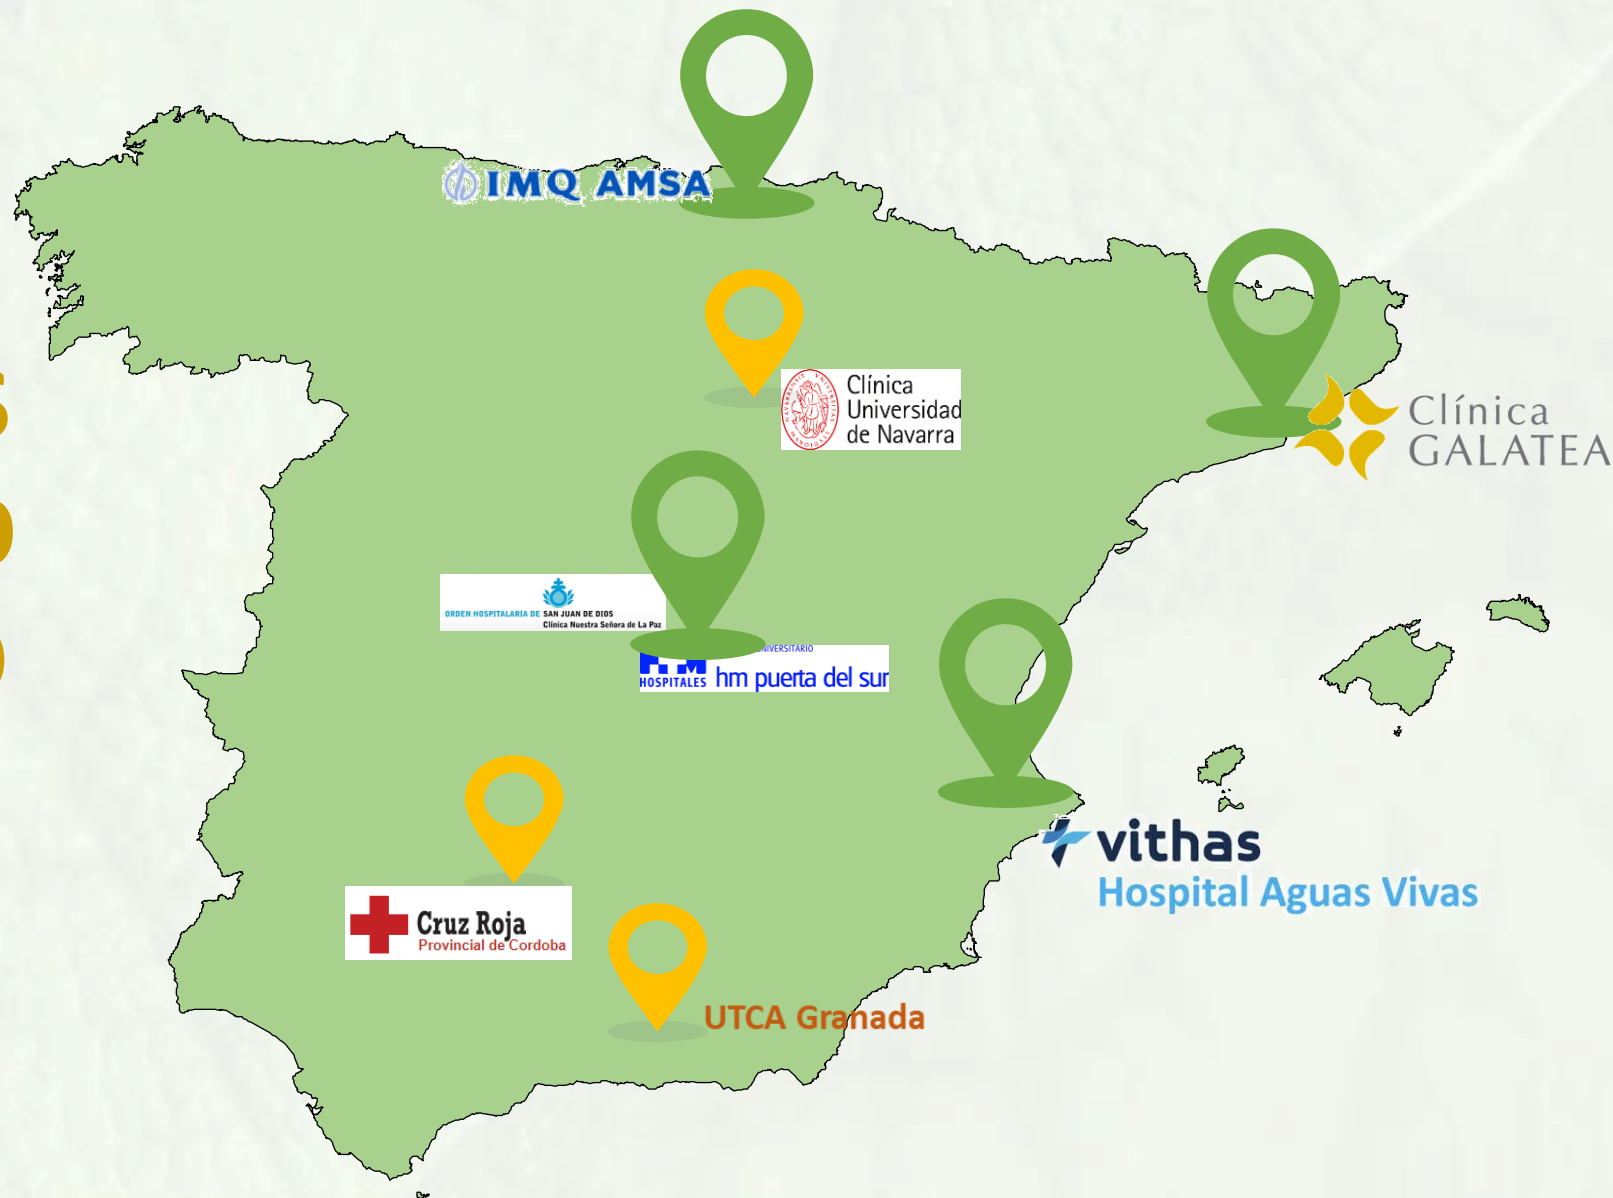 IMQ AMSA
Clínica
Universidad
de Navarra
Clínica
GALATEA
ORDEN HOSPITALARIA DE SAN JUAN DE DIOS
Clínica Nuestra Señora de La Paz
HOSPITALES hm puerta del sur
vithas
Hospital Aguas Vivas
Cruz Roja
Provincial de Cordoba
UTCA Granada